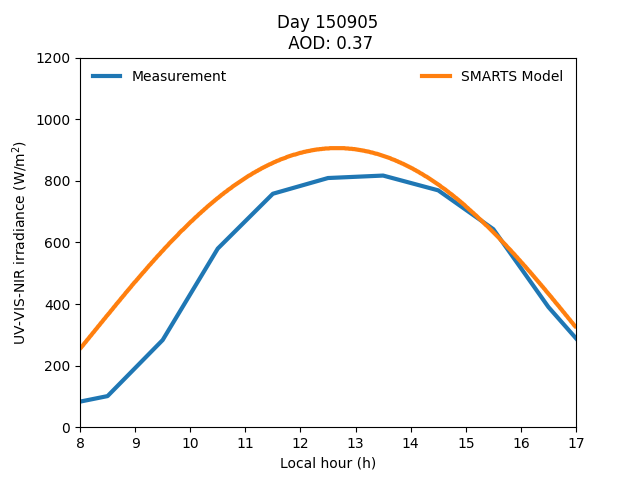 Day 150905
AOD: 0.37
Measurement
SMARTS Model
UV-VIS-NIR irradiance (W/m²)
1200
1000
800
600
400
200
0
8 9 10 11 12 13 14 15 16 17
Local hour (h)